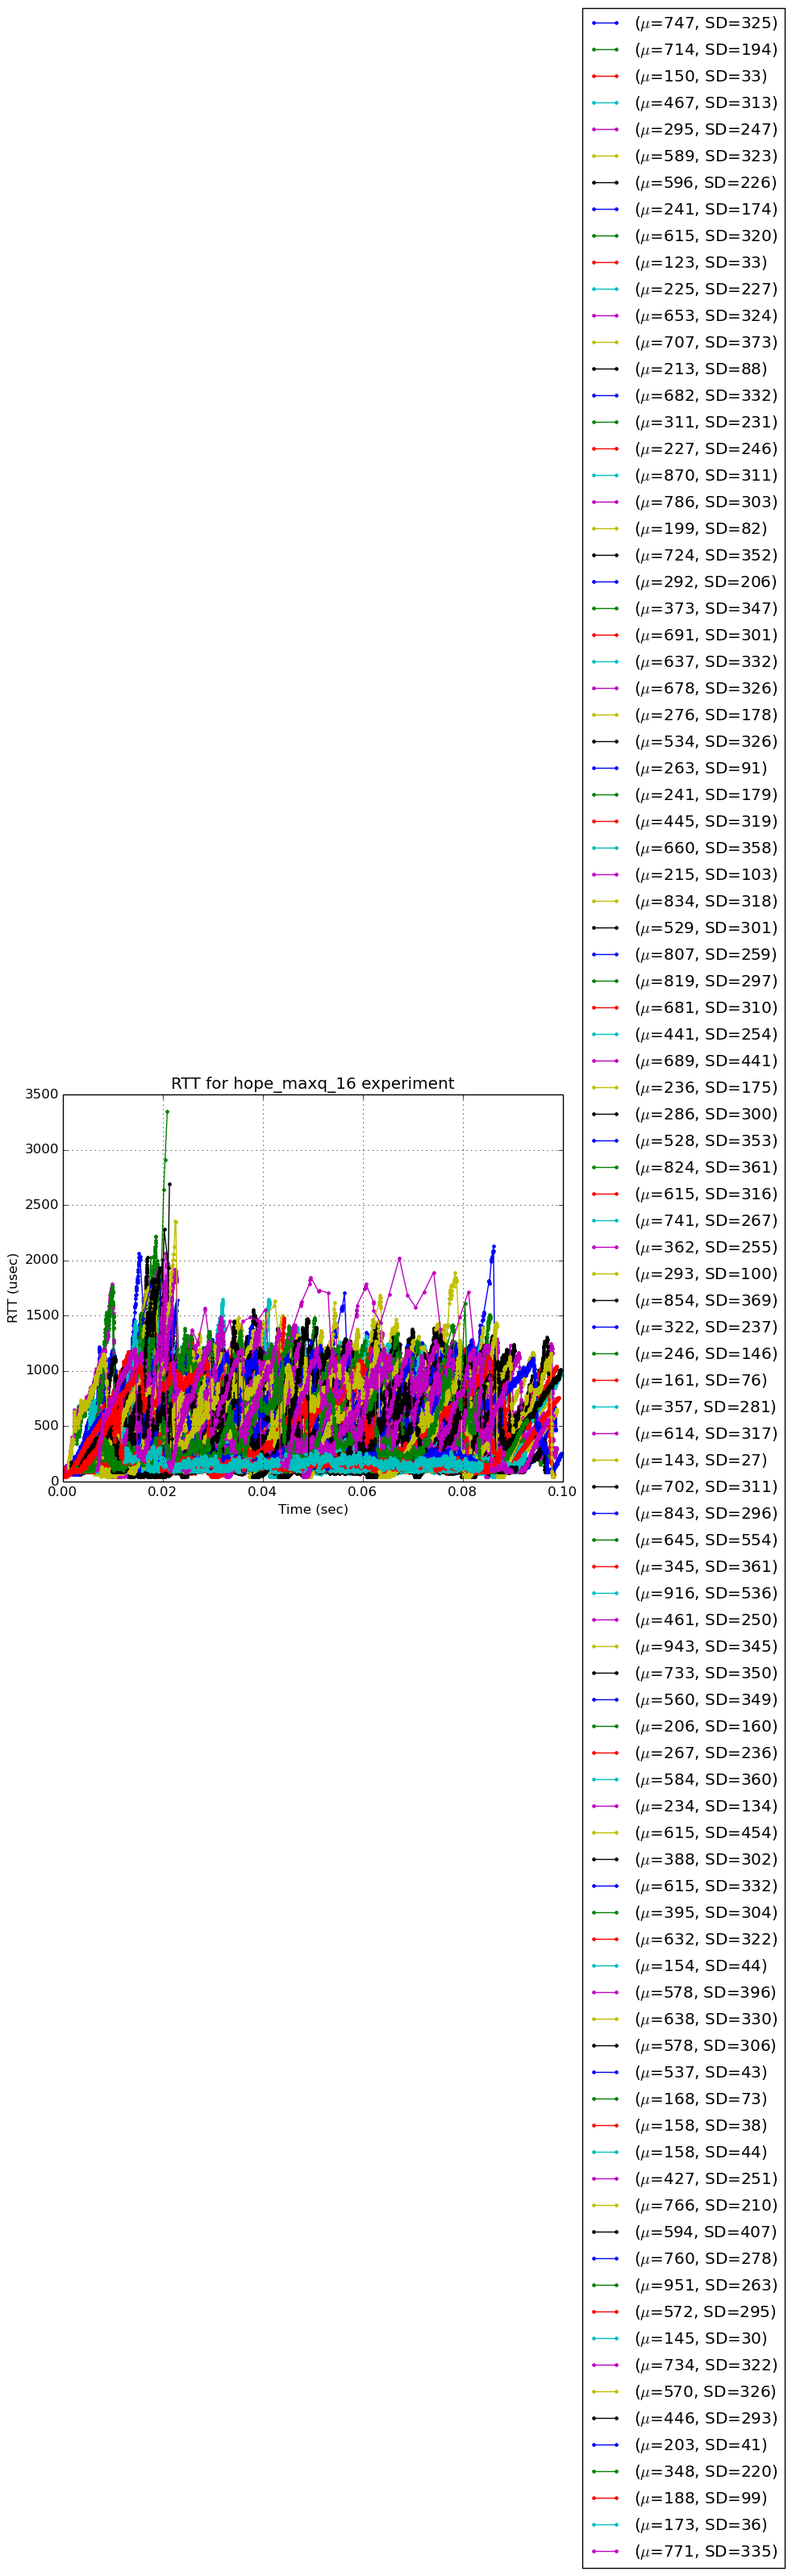 (μ=747, SD=325)
(μ=714, SD=194)
(μ=150, SD=33)
(μ=467, SD=313)
(μ=295, SD=247)
(μ=589, SD=323)
(μ=596, SD=226)
(μ=241, SD=174)
(μ=615, SD=320)
(μ=123, SD=33)
(μ=225, SD=227)
(μ=653, SD=324)
(μ=707, SD=373)
(μ=213, SD=88)
(μ=682, SD=332)
(μ=311, SD=231)
(μ=227, SD=246)
(μ=870, SD=311)
(μ=786, SD=303)
(μ=199, SD=82)
(μ=724, SD=352)
(μ=292, SD=206)
(μ=373, SD=347)
(μ=691, SD=301)
(μ=637, SD=332)
(μ=678, SD=326)
(μ=276, SD=178)
(μ=534, SD=326)
(μ=263, SD=91)
(μ=241, SD=179)
(μ=445, SD=319)
(μ=660, SD=358)
(μ=215, SD=103)
(μ=834, SD=318)
(μ=529, SD=301)
(μ=807, SD=259)
(μ=819, SD=297)
(μ=681, SD=310)
(μ=441, SD=254)
(μ=689, SD=441)
(μ=236, SD=175)
(μ=286, SD=300)
(μ=528, SD=353)
(μ=824, SD=361)
(μ=615, SD=316)
(μ=741, SD=267)
(μ=362, SD=255)
(μ=293, SD=100)
(μ=854, SD=369)
(μ=322, SD=237)
(μ=246, SD=146)
(μ=161, SD=76)
(μ=357, SD=281)
(μ=614, SD=317)
(μ=143, SD=27)
(μ=702, SD=311)
(μ=843, SD=296)
(μ=645, SD=554)
(μ=345, SD=361)
(μ=916, SD=536)
(μ=461, SD=250)
(μ=943, SD=345)
(μ=733, SD=350)
(μ=560, SD=349)
(μ=206, SD=160)
(μ=267, SD=236)
(μ=584, SD=360)
(μ=234, SD=134)
(μ=615, SD=454)
(μ=388, SD=302)
(μ=615, SD=332)
(μ=395, SD=304)
(μ=632, SD=322)
(μ=154, SD=44)
(μ=578, SD=396)
(μ=638, SD=330)
(μ=578, SD=306)
(μ=537, SD=43)
(μ=168, SD=73)
(μ=158, SD=38)
(μ=158, SD=44)
(μ=427, SD=251)
(μ=766, SD=210)
(μ=594, SD=407)
(μ=760, SD=278)
(μ=951, SD=263)
(μ=572, SD=295)
(μ=145, SD=30)
(μ=734, SD=322)
(μ=570, SD=326)
(μ=446, SD=293)
(μ=203, SD=41)
(μ=348, SD=220)
(μ=188, SD=99)
(μ=173, SD=36)
(μ=771, SD=335)
RTT for hope_maxq_16 experiment
RTT (usec)
3500
3000
2500
2000
1500
1000
500
0
0.00 0.02 0.04 0.06 0.08 0.10
Time (sec)